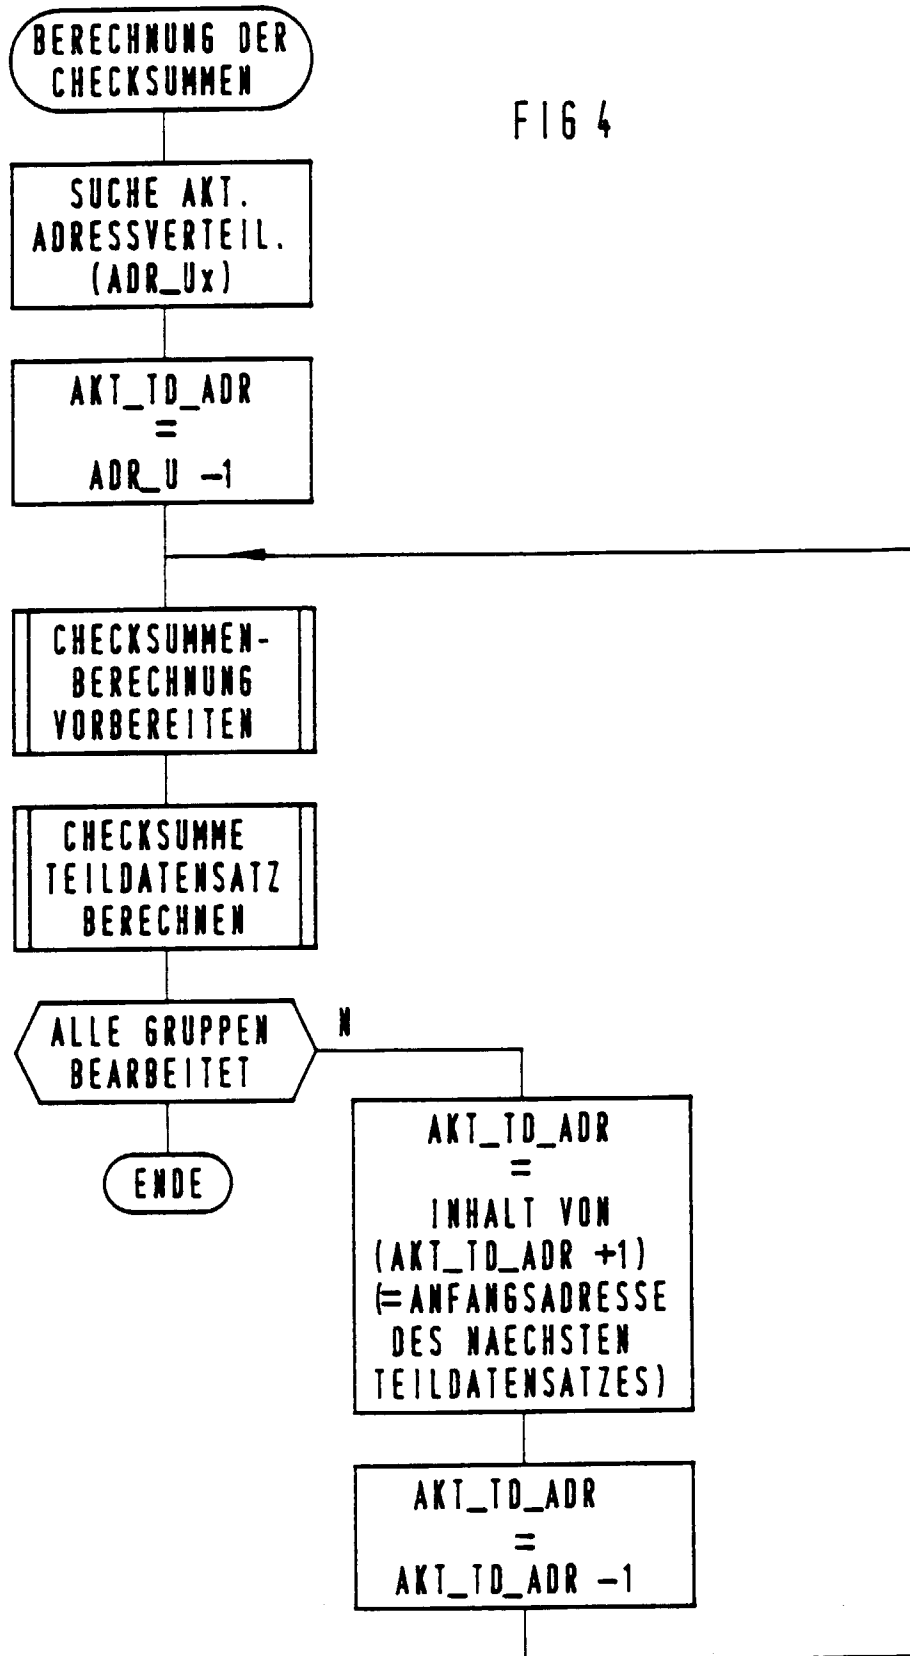 BERECHNUNG DER
CHECKSUMMEN
FIG 4
SUCHE AKT.
ADRESSVERTEIL.
(ADR_Ux)
AKT_TD_ADR
=
ADR_U -1
CHECKSUMMEN-
BERECHNUNG
VORBEREITEN
CHECKSUMME
TEILDATENSATZ
BERECHNEN
ALLE GRUPPEN
BEARBEITET
N
ENDE
AKT_TD_ADR
=
INHALT VON
(AKT_TD_ADR +1)
(=ANFANGSADRESSE
DES NAECHSTEN
TEILDATENSATZES)
AKT_TD_ADR
=
AKT_TD_ADR -1